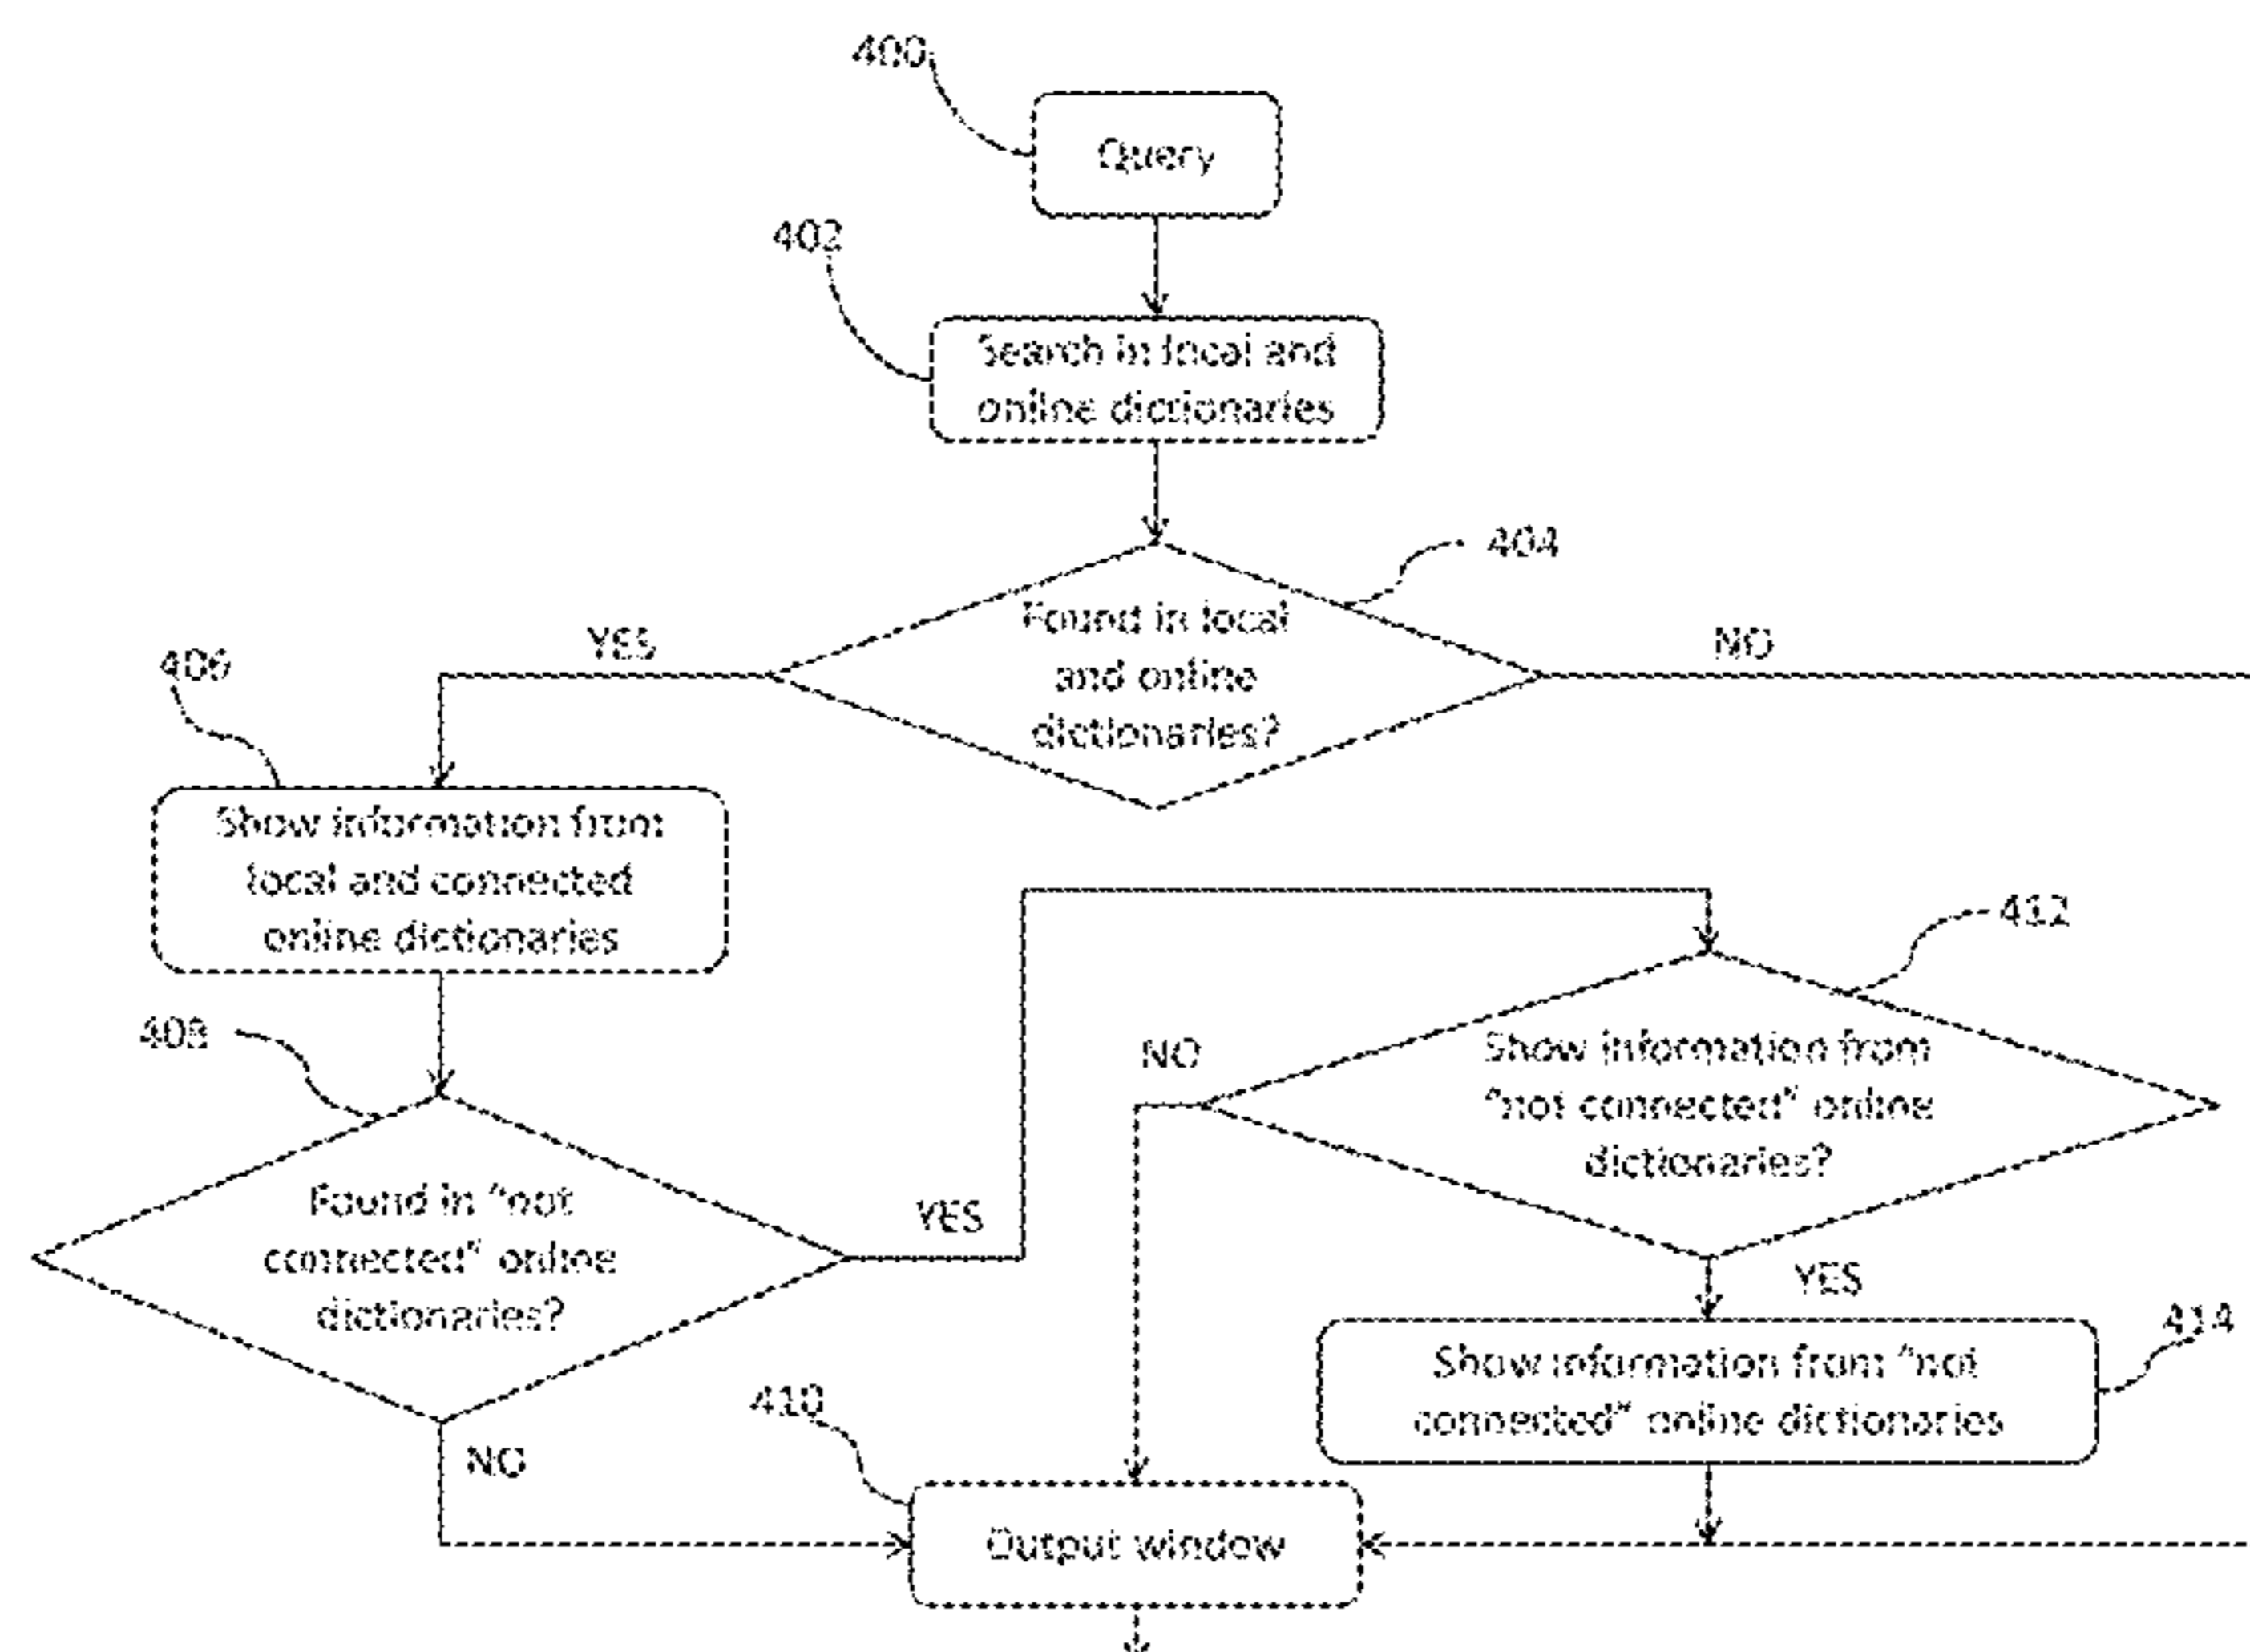 400
Query
402
Search in local and
online dictionaries
404
Found in local
and online
dictionaries?
YES
NO
406
Show information from
local and connected
online dictionaries
408
Found in "not
connected" online
dictionaries?
YES
NO
412
Show information from
"not connected" online
dictionaries?
NO
YES
414
Show information from "not
connected" online dictionaries
410
Output window